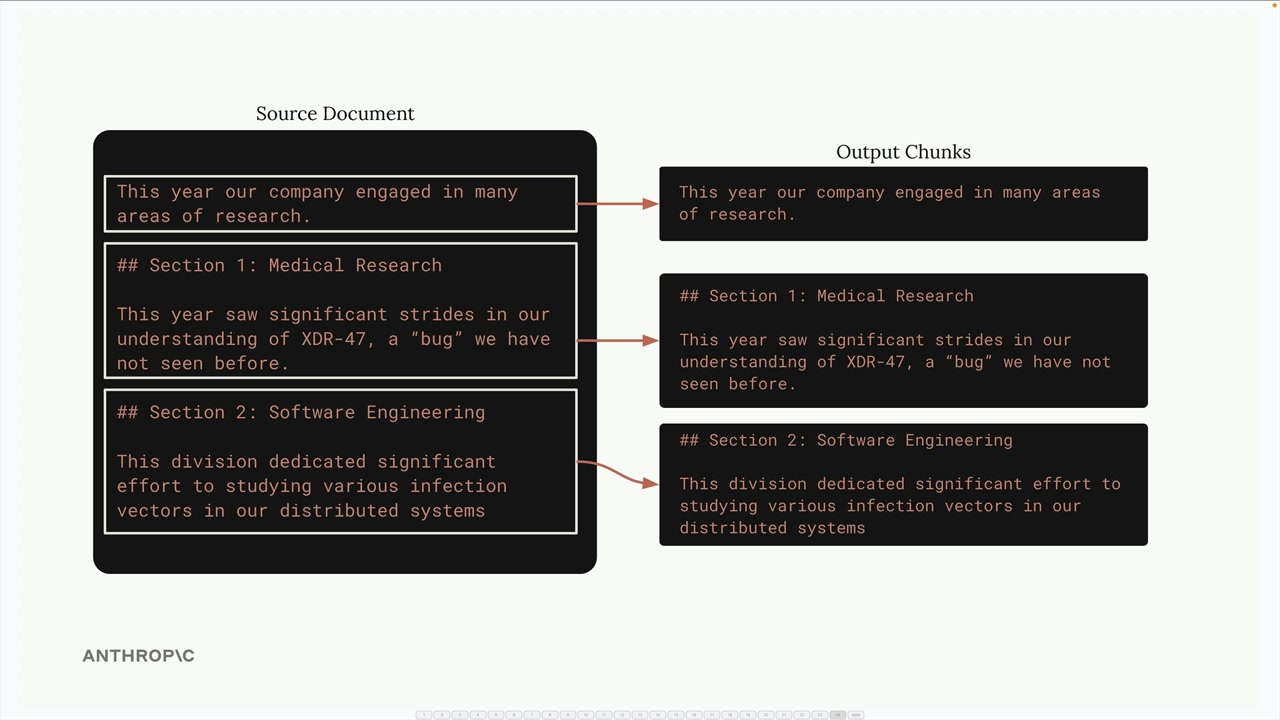 Source Document
This year our company engaged in many
areas of research.
## Section 1: Medical Research
This year saw significant strides in our
understanding of XDR-47, a “bug” we have
not seen before.
## Section 2: Software Engineering
This division dedicated significant
effort to studying various infection
vectors in our distributed systems
Output Chunks
This year our company engaged in many areas
of research.
## Section 1: Medical Research
This year saw significant strides in our
understanding of XDR-47, a “bug” we have not
seen before.
## Section 2: Software Engineering
This division dedicated significant effort to
studying various infection vectors in our
distributed systems
ANTHROP\C